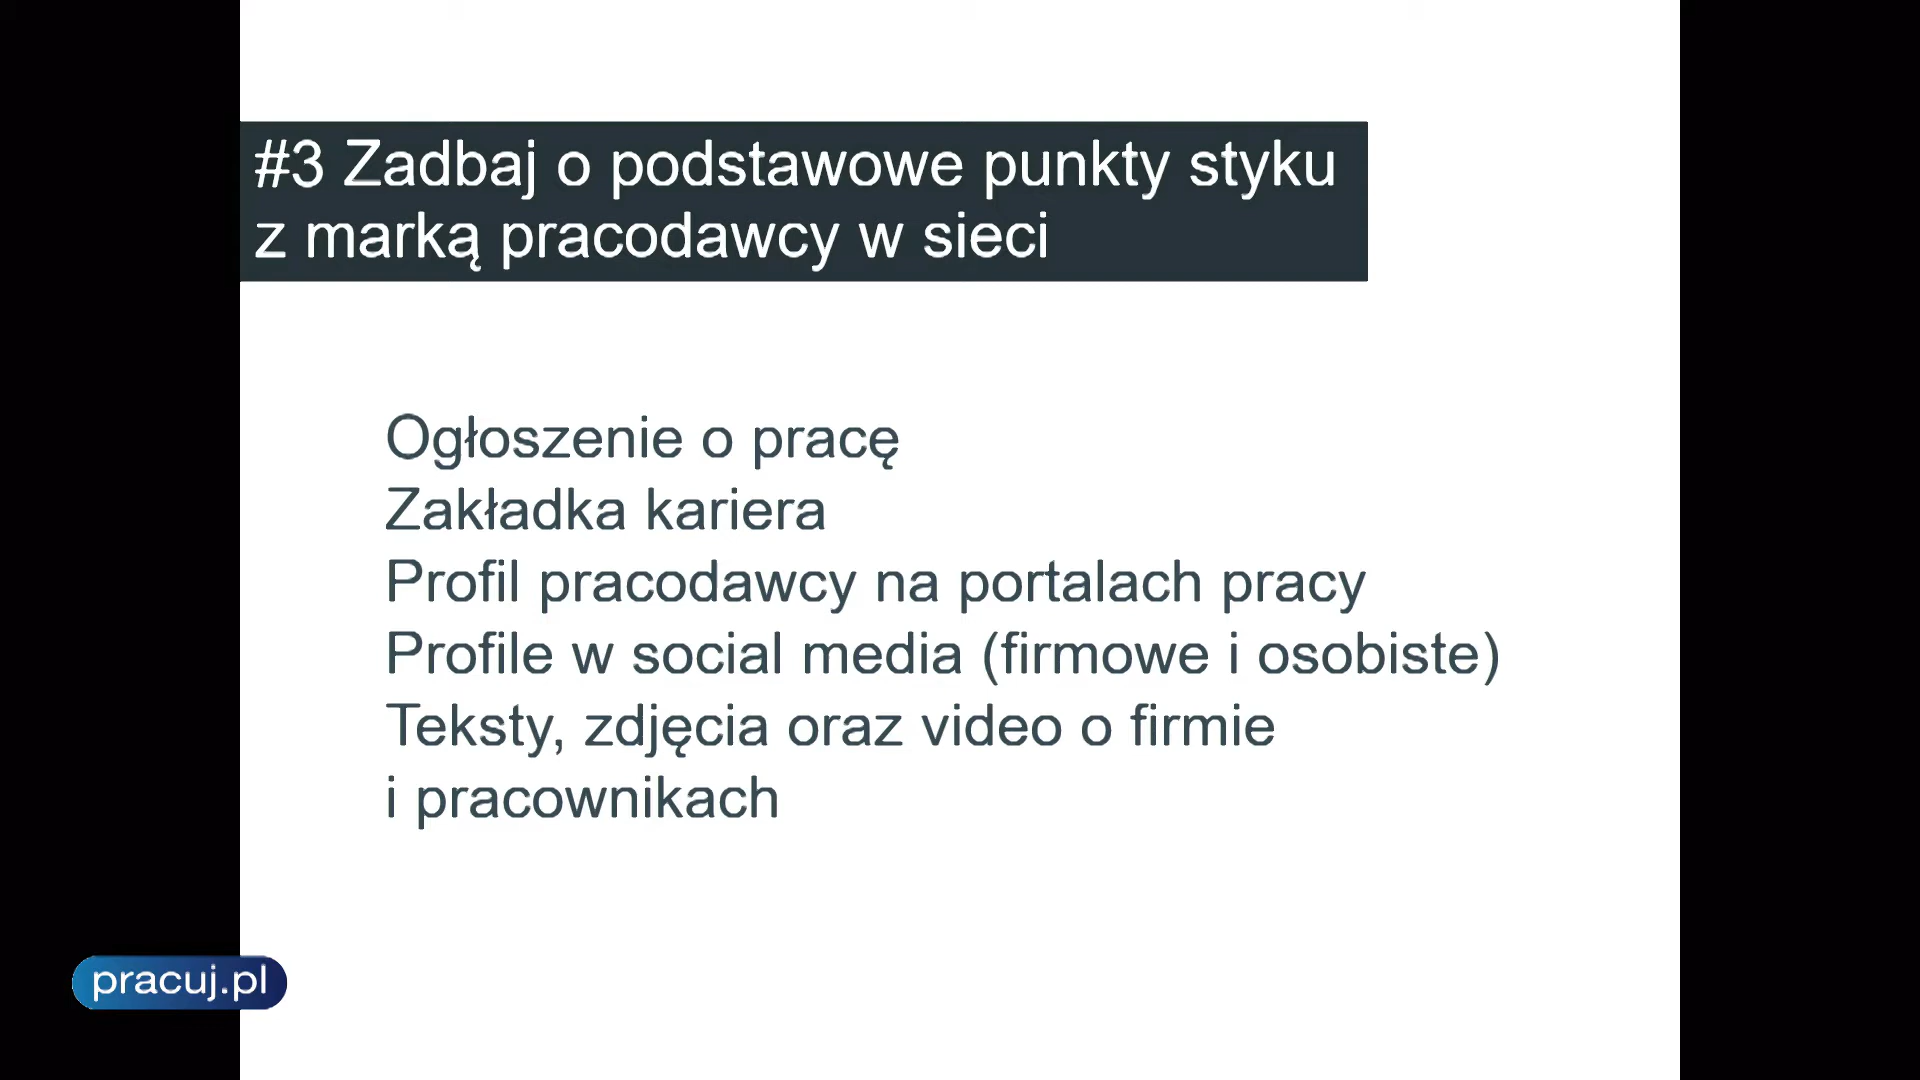 #3 Zadbaj o podstawowe punkty styku
z marką pracodawcy w sieci
Ogłoszenie o pracę
Zakładka kariera
Profil pracodawcy na portalach pracy
Profile w social media (firmowe i osobiste)
Teksty, zdjęcia oraz video o firmie
i pracownikach
pracuj.pl